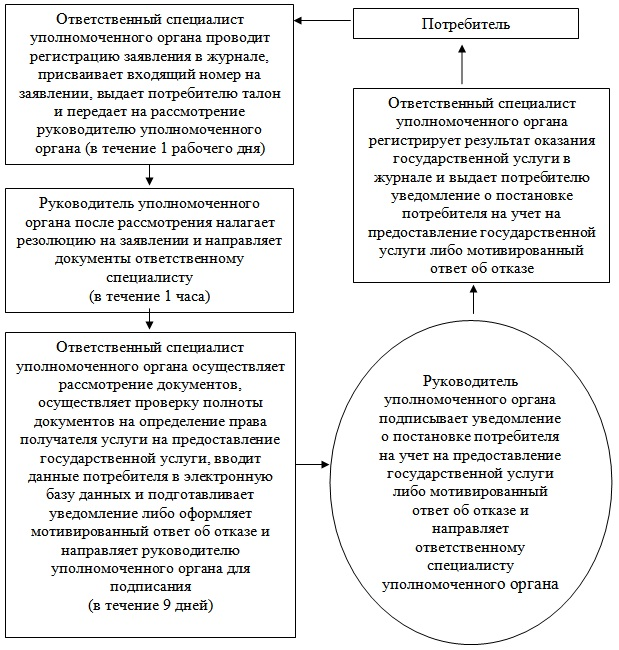 Потребитель
Ответственный специалист
уполномоченного органа проводит
регистрацию заявления в журнале,
присваивает входящий номер на
заявлении, выдает потребителю талон
и передает на рассмотрение
руководителю уполномоченного
органа (в течение 1 рабочего дня)
Руководитель уполномоченного
органа после рассмотрения налагает
резолюцию на заявлении и направляет
документы ответственному
специалисту
(в течение 1 часа)
Ответственный специалист
уполномоченного органа осуществляет
рассмотрение документов,
осуществляет проверку полноты
документов на определение права
получателя услуги на предоставление
государственной услуги, вводит
данные потребителя в электронную
базу данных и подготавливает
уведомление либо оформляет
мотивированный ответ об отказе и
направляет руководителю
уполномоченного органа для
подписания
(в течение 9 дней)
Руководитель
уполномоченного органа
подписывает уведомление
о постановке потребителя
на учет на предоставление
государственной услуги
либо мотивированный
ответ об отказе и
направляет
ответственному
специалисту
уполномоченного органа
Ответственный специалист
уполномоченного органа
регистрирует результат оказания
государственной услуги в
журнале и выдает потребителю
уведомление о постановке
потребителя на учет на
предоставление государственной
услуги либо мотивированный
ответ об отказе